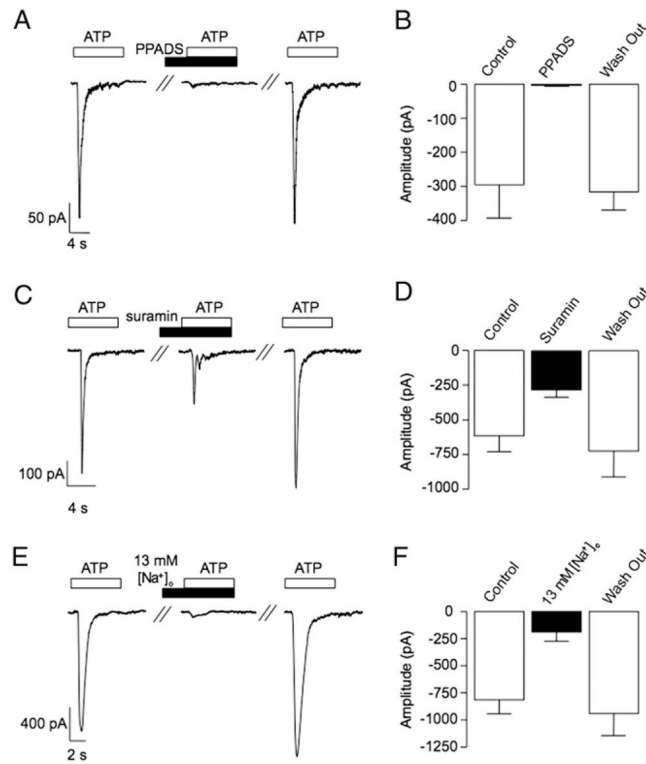 A
ATP
PPADS
ATP
ATP
50 pA
4 s
B
Control
PPADS
Wash Out
Amplitude (pA)
0
-100
-200
-300
-400
C
ATP
suramin
ATP
ATP
100 pA
4 s
D
Control
Suramin
Wash Out
Amplitude (pA)
0
-250
-500
-750
-1000
E
ATP
13 mM
[Na⁺]ₒ
ATP
ATP
400 pA
2 s
F
Control
13 mM [Na⁺]ₒ
Wash Out
Amplitude (pA)
0
-250
-500
-750
-1000
-1250